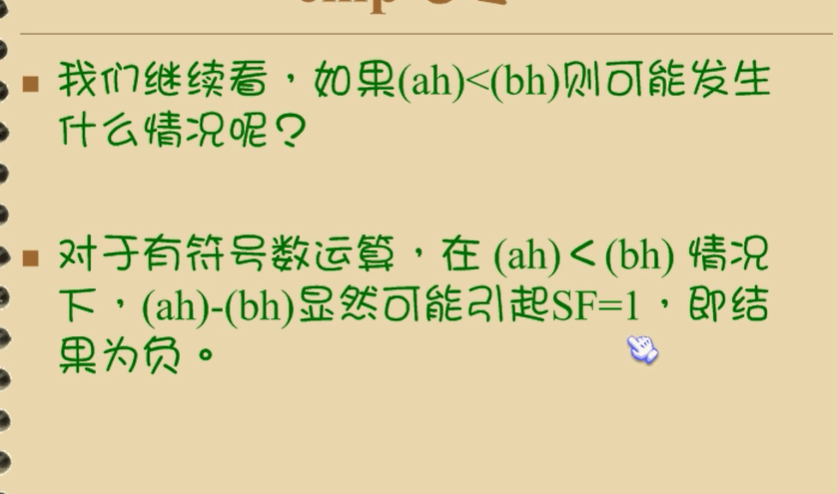 我们继续看，如果(ah)<(bh)则可能发生
什么情况呢？
对于有符号数运算，在 (ah)＜(bh) 情况
下，(ah)-(bh)显然可能引起SF=1，即结
果为负。